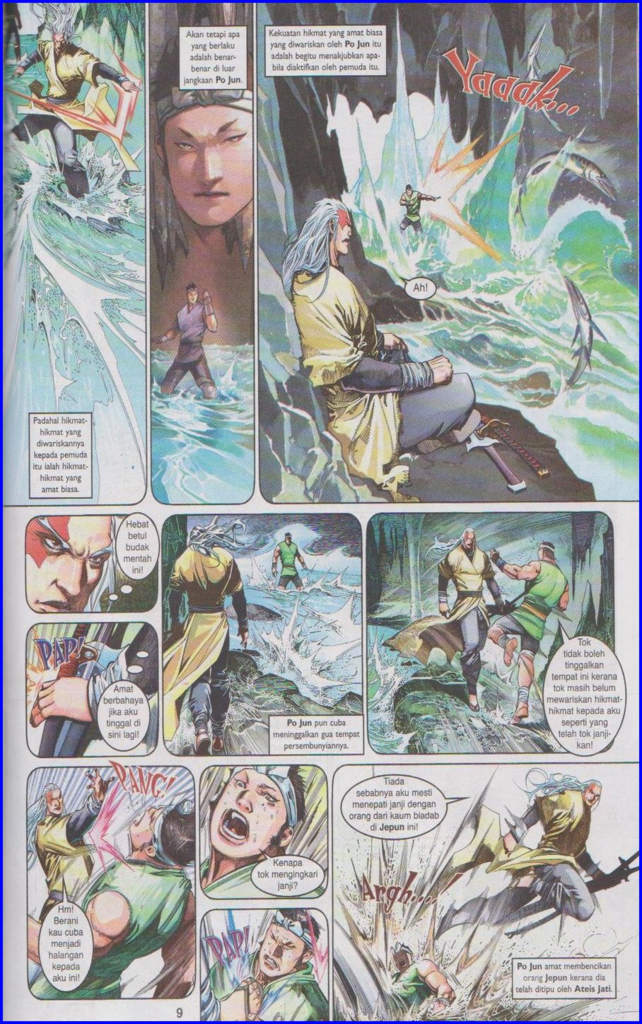 Padahal hikmat-
hikmat yang
diwariskannya
kepada pemuda
itu ialah hikmat-
hikmat yang
amat biasa.
Akan tetapi apa
yang berlaku
adalah benar-
benar di luar
jangkaan Po Jun.
Kekuatan hikmat yang amat biasa
yang diwariskan oleh Po Jun itu
adalah begitu menakjubkan apa-
bila diaktifkan oleh pemuda itu.
Yaaak...
Ah!
Hebat
betul
budak
mentah
ini!
PAP!
Amat
berbahaya
jika aku
tinggal di
sini lagi!
Po Jun pun cuba
meninggalkan gua tempat
persembunyiannya.
Tok
tidak boleh
tinggalkan
tempat ini kerana
tok masih belum
mewariskan hikmat-
hikmat kepada aku
seperti yang
telah tok janji-
kan!
PANG!
Hm!
Berani
kau cuba
menjadi
halangan
kepada
aku ini!
Kenapa
tok mengingkari
janji?
PAP!
Tiada
sebabnya aku mesti
menepati janji dengan
orang dari kaum biadab
di Jepun ini!
Argh...
Po Jun amat membencikan
orang Jepun kerana dia
telah ditipu oleh Ateis Jati.
9